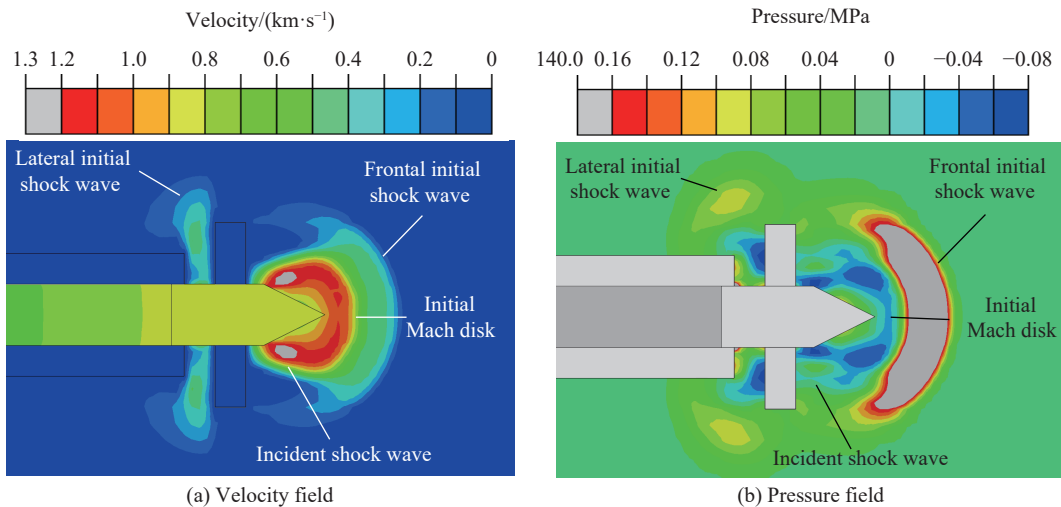 Velocity/(km·s⁻¹)
1.3 1.2 1.0 0.8 0.6 0.4 0.2 0
Lateral initial
shock wave
Frontal initial
shock wave
Initial
Mach disk
Incident shock wave
(a) Velocity field
Pressure/MPa
140.0 0.16 0.12 0.08 0.04 0 −0.04 −0.08
Lateral initial
shock wave
Frontal initial
shock wave
Initial
Mach disk
Incident shock wave
(b) Pressure field